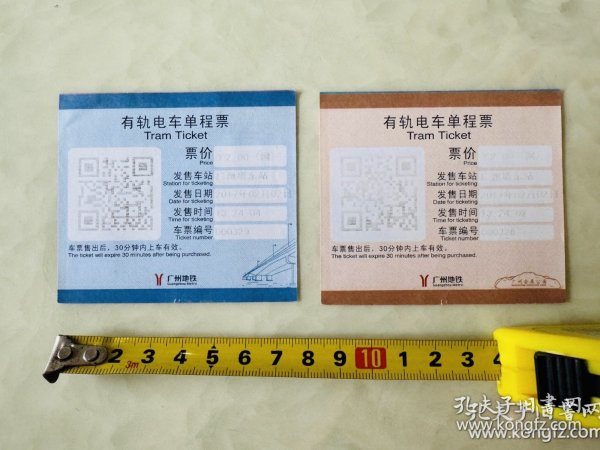 有轨电车单程票
Tram Ticket
票价
Price
发售车站
Station for ticketing
发售日期
Date for ticketing
发售时间
Time for ticketing
车票编号
Ticket number
000329
车票售出后，30分钟内上车有效。
The ticket will expire 30 minutes after being purchased.
广州地铁
Guangzhou Metro
有轨电车单程票
Tram Ticket
票价
Price
发售车站
Station for ticketing
发售日期
Date for ticketing
发售时间
Time for ticketing
车票编号
Ticket number
000328
车票售出后，30分钟内上车有效。
The ticket will expire 30 minutes after being purchased.
广州地铁
Guangzhou Metro
2 3 4 5 6 7 8 9 10 1 2 3 4
3m
孔夫子旧书网
www.kongfz.com